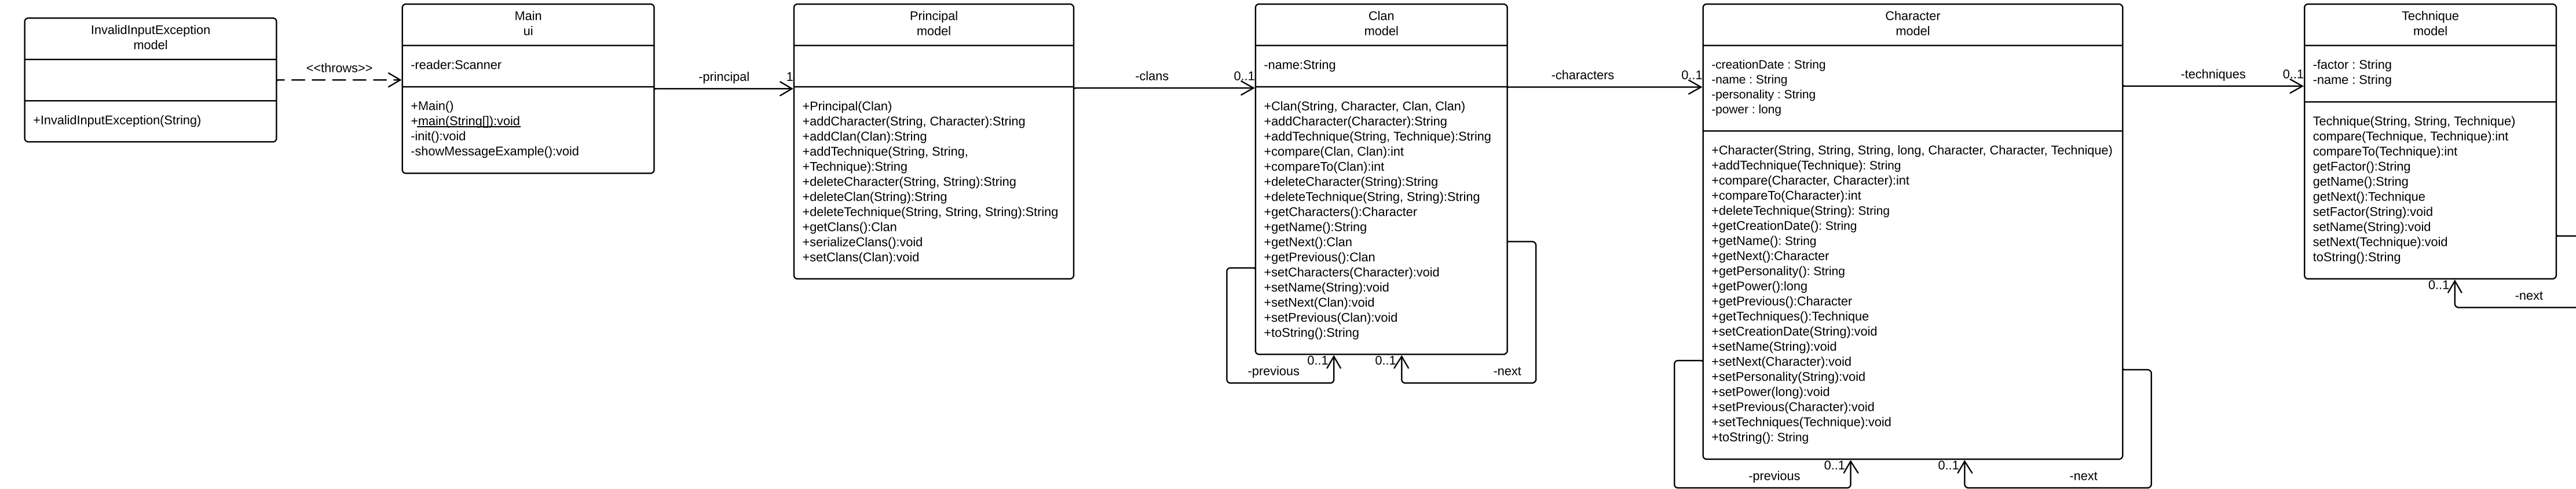 InvalidInputException
model
+InvalidInputException(String)
<<throws>>
Main
ui
-reader:Scanner
+Main()
+main(String[]):void
-init():void
-showMessageExample():void
-principal
1
Principal
model
+Principal(Clan)
+addCharacter(String, Character):String
+addClan(Clan):String
+addTechnique(String, String,
+Technique):String
+deleteCharacter(String, String):String
+deleteClan(String):String
+deleteTechnique(String, String, String):String
+getClans():Clan
+serializeClans():void
+setClans(Clan):void
-clans
0..1
Clan
model
-name:String
+Clan(String, Character, Clan, Clan)
+addCharacter(Character):String
+addTechnique(String, Technique):String
+compare(Clan, Clan):int
+compareTo(Clan):int
+deleteCharacter(String):String
+deleteTechnique(String, String):String
+getCharacters():Character
+getName():String
+getNext():Clan
+getPrevious():Clan
+setCharacters(Character):void
+setName(String):void
+setNext(Clan):void
+setPrevious(Clan):void
+toString():String
0..1
0..1
-previous
-next
-characters
0..1
Character
model
-creationDate : String
-name : String
-personality : String
-power : long
+Character(String, String, String, long, Character, Character, Technique)
+addTechnique(Technique): String
+compare(Character, Character):int
+compareTo(Character):int
+deleteTechnique(String): String
+getCreationDate(): String
+getName(): String
+getNext():Character
+getPersonality(): String
+getPower():long
+getPrevious():Character
+getTechniques():Technique
+setCreationDate(String):void
+setName(String):void
+setNext(Character):void
+setPersonality(String):void
+setPower(long):void
+setPrevious(Character):void
+setTechniques(Technique):void
+toString(): String
0..1
0..1
-previous
-next
-techniques
0..1
Technique
model
-factor : String
-name : String
Technique(String, String, Technique)
compare(Technique, Technique):int
compareTo(Technique):int
getFactor():String
getName():String
getNext():Technique
setFactor(String):void
setName(String):void
setNext(Technique):void
toString():String
0..1
-next